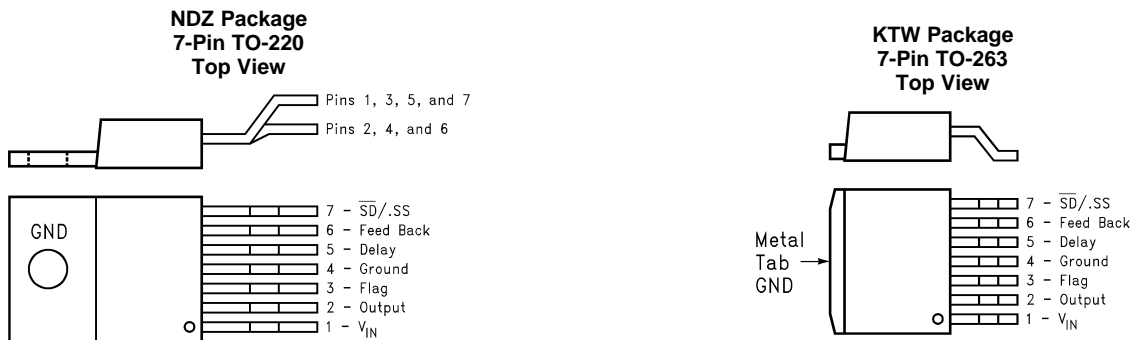 NDZ Package
7-Pin TO-220
Top View
Pins 1, 3, 5, and 7
Pins 2, 4, and 6
GND
7 – S̅D̅/.SS
6 – Feed Back
5 – Delay
4 – Ground
3 – Flag
2 – Output
1 – VIN
KTW Package
7-Pin TO-263
Top View
Metal
Tab
GND
7 – S̅D̅/.SS
6 – Feed Back
5 – Delay
4 – Ground
3 – Flag
2 – Output
1 – VIN